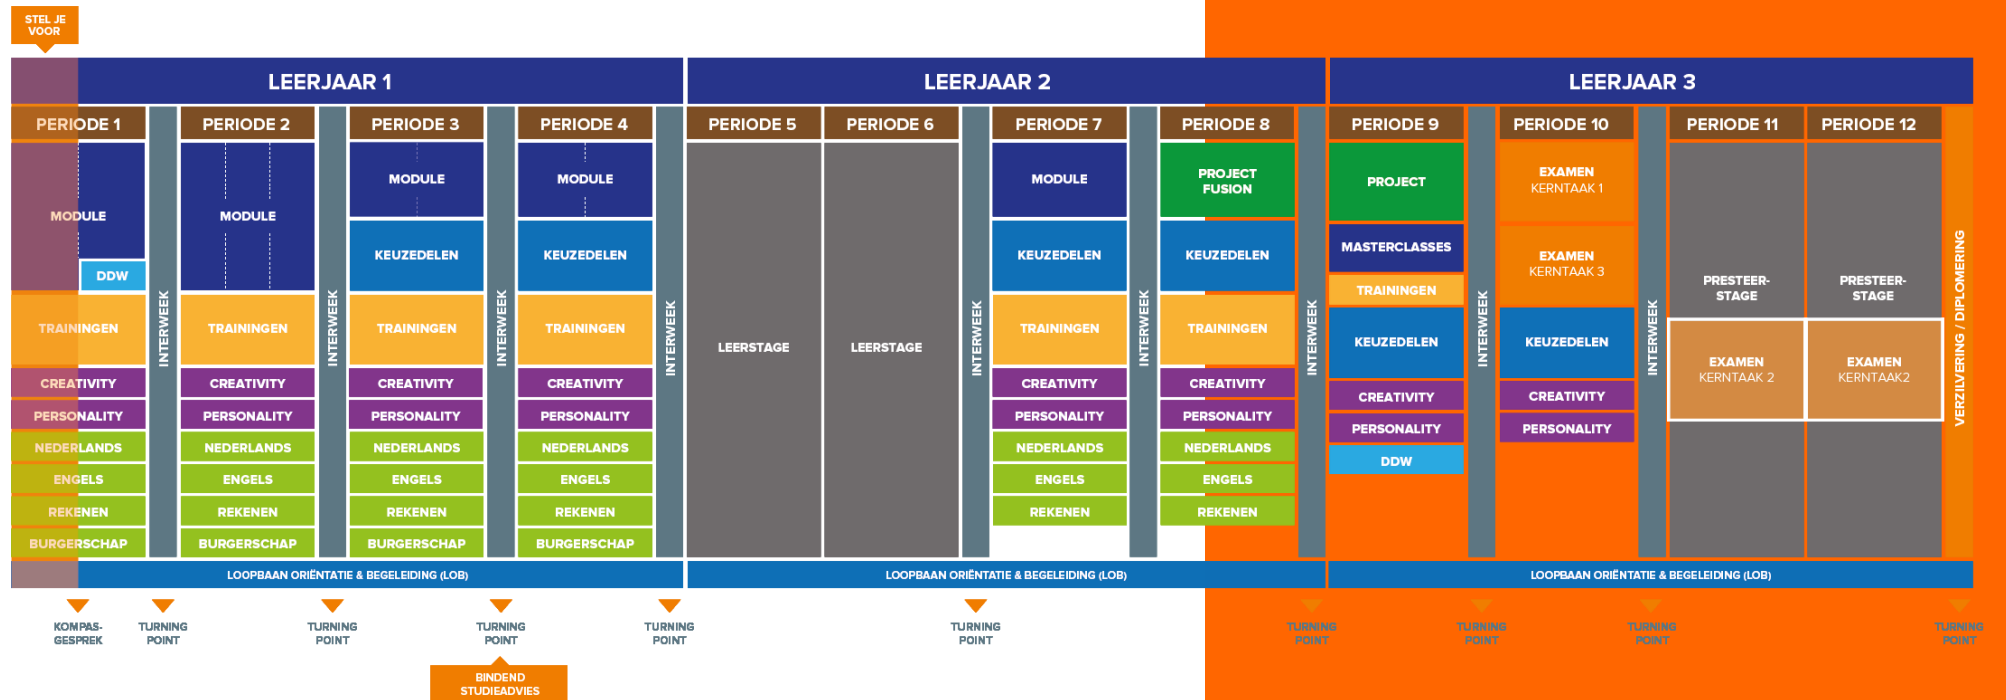 STEL JE
VOOR
LEERJAAR 1
LEERJAAR 2
LEERJAAR 3
PERIODE 1
PERIODE 2
PERIODE 3
PERIODE 4
PERIODE 5
PERIODE 6
PERIODE 7
PERIODE 8
PERIODE 9
PERIODE 10
PERIODE 11
PERIODE 12
MODULE
DDW
TRAININGEN
CREATIVITY
PERSONALITY
NEDERLANDS
ENGELS
REKENEN
BURGERSCHAP
INTERWEEK
MODULE
TRAININGEN
CREATIVITY
PERSONALITY
NEDERLANDS
ENGELS
REKENEN
BURGERSCHAP
INTERWEEK
MODULE
KEUZEDELEN
TRAININGEN
CREATIVITY
PERSONALITY
NEDERLANDS
ENGELS
REKENEN
BURGERSCHAP
INTERWEEK
MODULE
KEUZEDELEN
TRAININGEN
CREATIVITY
PERSONALITY
NEDERLANDS
ENGELS
REKENEN
BURGERSCHAP
INTERWEEK
LEERSTAGE
LEERSTAGE
INTERWEEK
MODULE
KEUZEDELEN
TRAININGEN
CREATIVITY
PERSONALITY
NEDERLANDS
ENGELS
REKENEN
INTERWEEK
PROJECT
FUSION
KEUZEDELEN
TRAININGEN
CREATIVITY
PERSONALITY
NEDERLANDS
ENGELS
REKENEN
INTERWEEK
PROJECT
MASTERCLASSES
TRAININGEN
KEUZEDELEN
CREATIVITY
PERSONALITY
DDW
INTERWEEK
EXAMEN
KERNTAAK 1
EXAMEN
KERNTAAK 3
KEUZEDELEN
CREATIVITY
PERSONALITY
INTERWEEK
PRESTEER-
STAGE
EXAMEN
KERNTAAK 2
PRESTEER-
STAGE
EXAMEN
KERNTAAK2
VERZILVERING / DIPLOMERING
LOOPBAAN ORIËNTATIE & BEGELEIDING (LOB)
LOOPBAAN ORIËNTATIE & BEGELEIDING (LOB)
LOOPBAAN ORIËNTATIE & BEGELEIDING (LOB)
KOMPAS-
GESPREK
TURNING
POINT
TURNING
POINT
TURNING
POINT
TURNING
POINT
TURNING
POINT
TURNING
POINT
TURNING
POINT
TURNING
POINT
TURNING
POINT
BINDEND
STUDIEADVIES